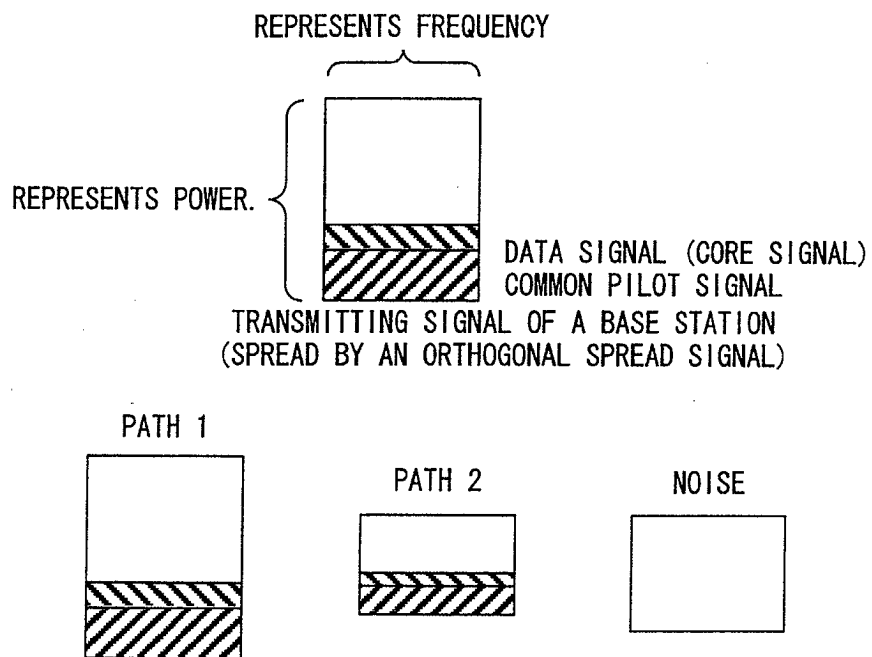 REPRESENTS FREQUENCY
REPRESENTS POWER.
DATA SIGNAL (CORE SIGNAL)
COMMON PILOT SIGNAL
TRANSMITTING SIGNAL OF A BASE STATION
(SPREAD BY AN ORTHOGONAL SPREAD SIGNAL)
PATH 1
PATH 2
NOISE